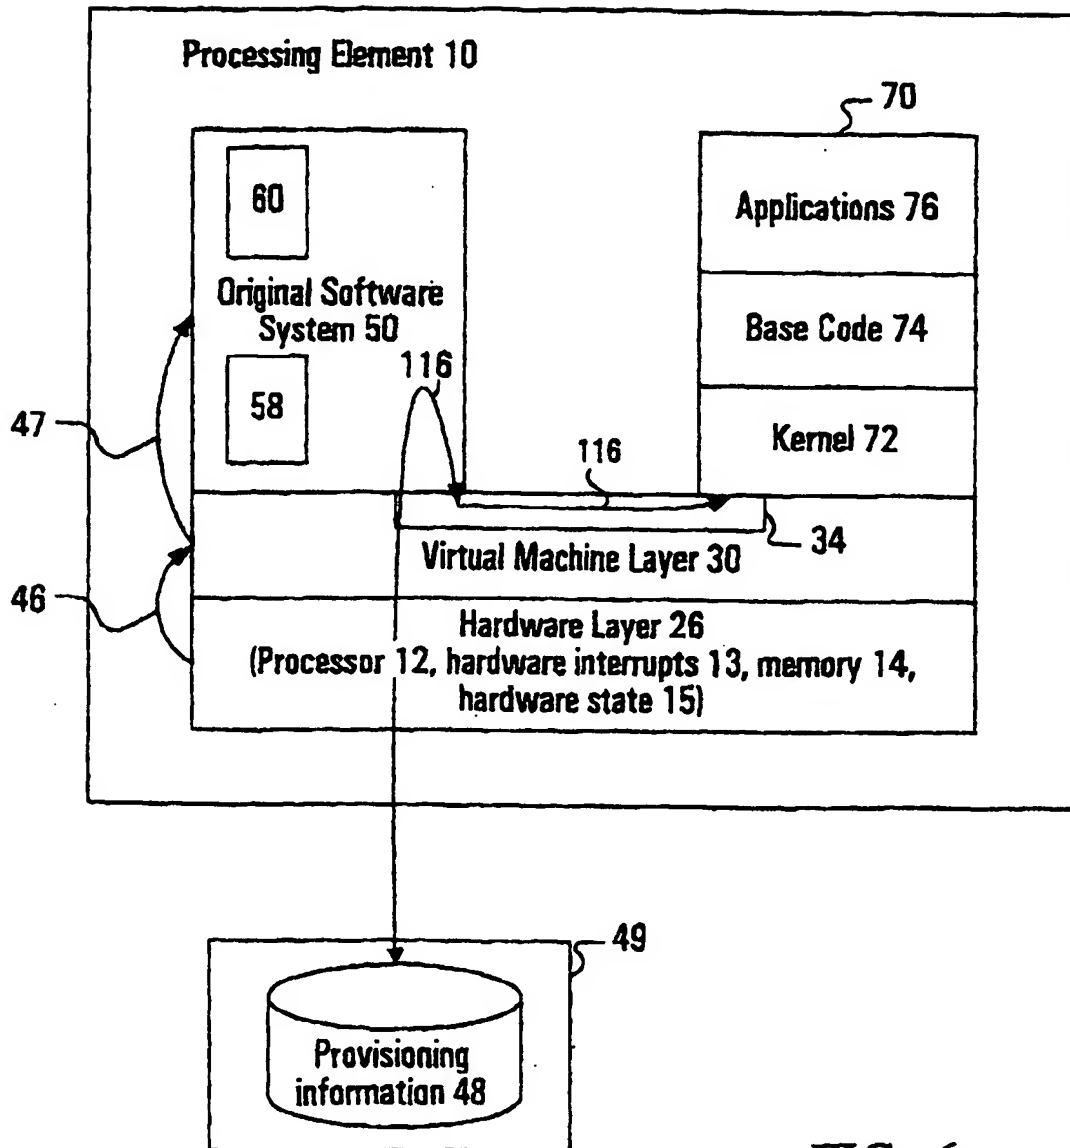 Processing Element 10
70
60
Applications 76
Original Software
System 50
Base Code 74
116
58
47
Kernel 72
116
34
Virtual Machine Layer 30
46
Hardware Layer 26
(Processor 12, hardware interrupts 13, memory 14,
hardware state 15)
49
Provisioning
information 48